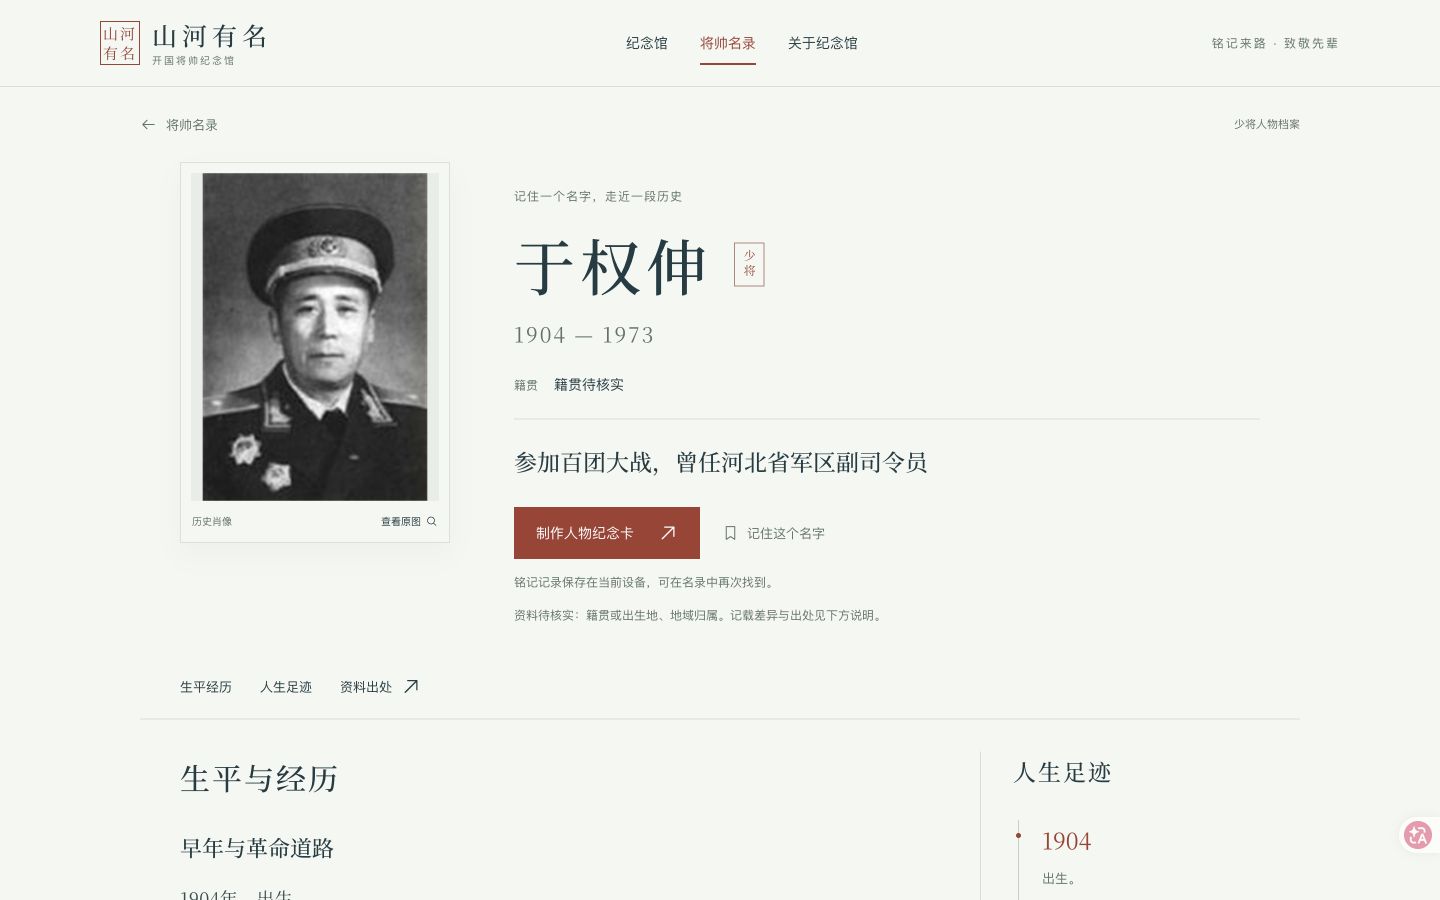 山河
有名
山河有名
开国将帅纪念馆
纪念馆
将帅名录
关于纪念馆
铭记来路 · 致敬先辈
← 将帅名录
少将人物档案
记住一个名字，走近一段历史
于权伸
少将
1904 — 1973
籍贯 籍贯待核实
参加百团大战，曾任河北省军区副司令员
历史肖像
查看原图
制作人物纪念卡
记住这个名字
铭记记录保存在当前设备，可在名录中再次找到。
资料待核实：籍贯或出生地、地域归属。记载差异与出处见下方说明。
生平经历
人生足迹
资料出处
生平与经历
早年与革命道路
1904年 出生
人生足迹
1904
出生。